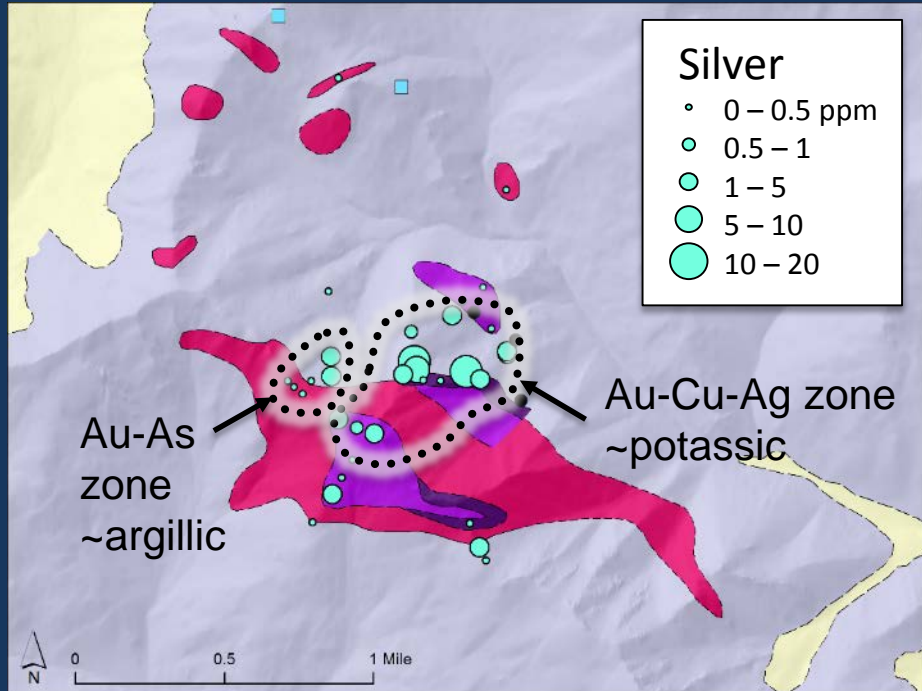 Silver
0 – 0.5 ppm
0.5 – 1
1 – 5
5 – 10
10 – 20
Au-As
zone
~argillic
Au-Cu-Ag zone
~potassic
N
0
0.5
1 Mile